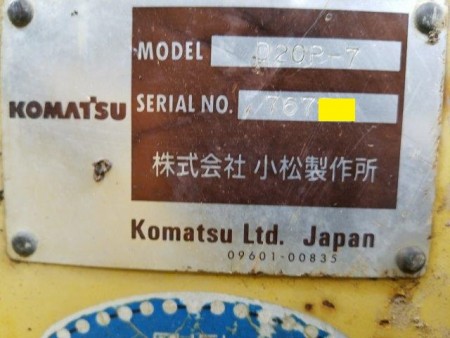 MODEL D20P-7
KOMATSU
SERIAL NO. 767
株式会社 小松製作所
Komatsu Ltd. Japan
09601-00835